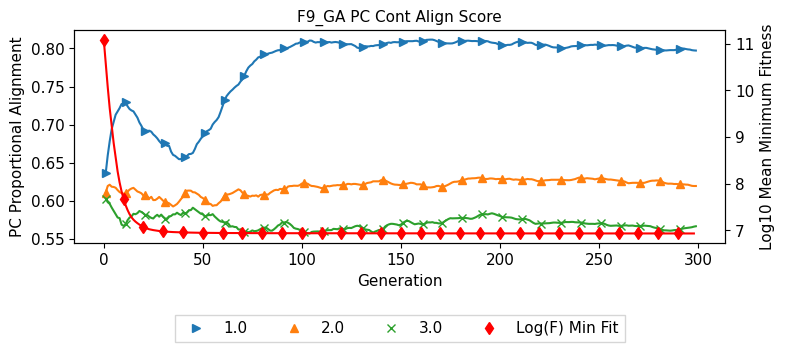 F9_GA PC Cont Align Score
PC Proportional Alignment
0.80
0.75
0.70
0.65
0.60
0.55
11
10
9
8
7
Log10 Mean Minimum Fitness
0 50 100 150 200 250 300
Generation
1.0 2.0 3.0 Log(F) Min Fit